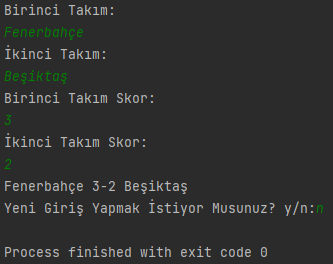 Birinci Takım:
Fenerbahçe
İkinci Takım:
Beşiktaş
Birinci Takım Skor:
3
İkinci Takım Skor:
2
Fenerbahçe 3-2 Beşiktaş
Yeni Giriş Yapmak İstiyor Musunuz? y/n:n
Process finished with exit code 0